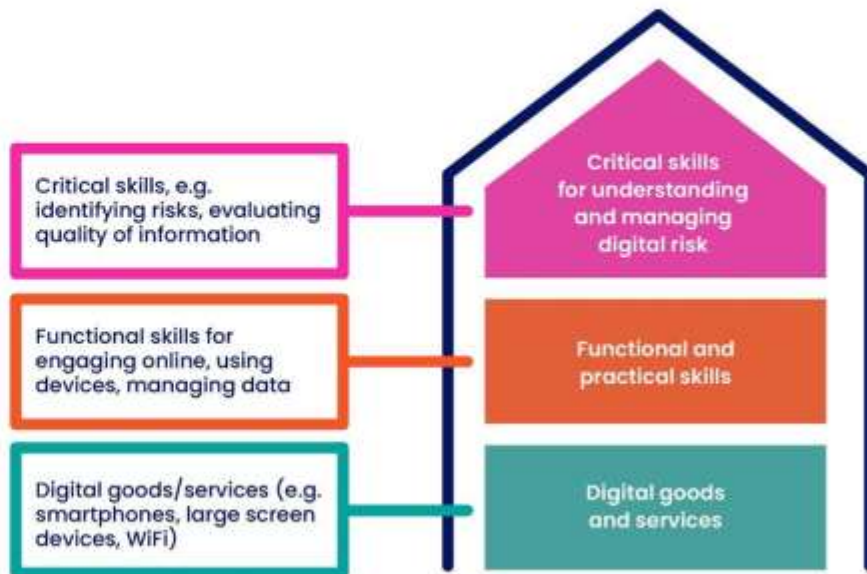 Critical skills, e.g.
identifying risks, evaluating
quality of information
Critical skills
for understanding
and managing
digital risk
Functional skills for
engaging online, using
devices, managing data
Functional and
practical skills
Digital goods/services (e.g.
smartphones, large screen
devices, WiFi)
Digital goods
and services